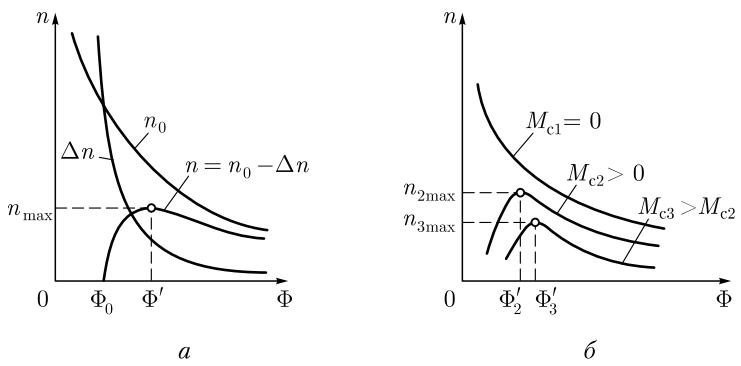 n
n₀
Δn
n = n₀ − Δn
n_max
0
Φ₀
Φ′
Φ
а
n
M_c1 = 0
M_c2 > 0
n_2max
M_c3 > M_c2
n_3max
0
Φ′₂
Φ′₃
Φ
б